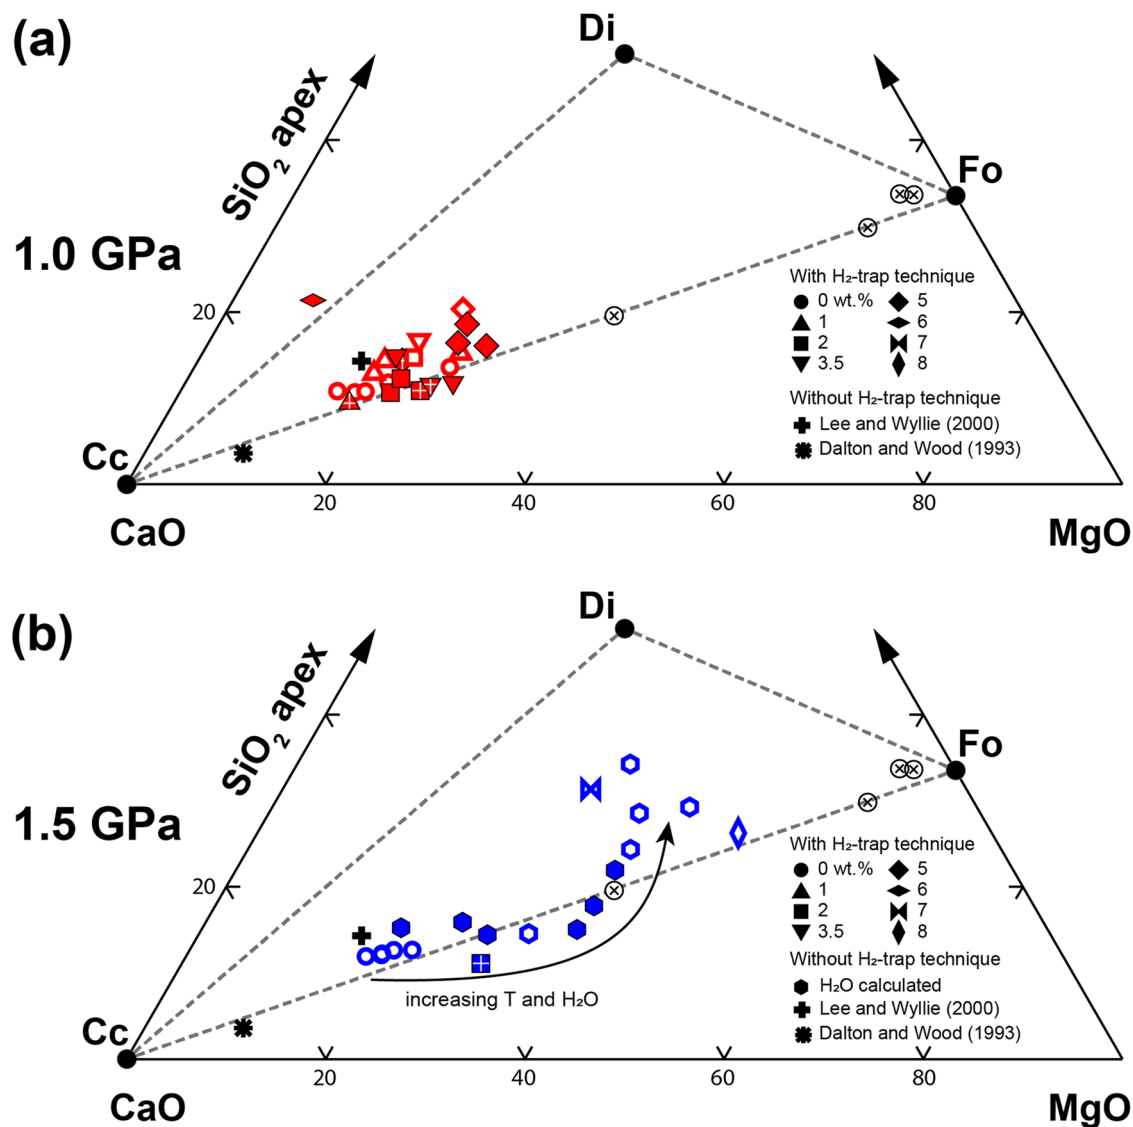 (a)
Di
SiO₂ apex
Fo
1.0 GPa
With H₂-trap technique
0 wt.% 5
1 6
2 7
3.5 8
20
Without H₂-trap technique
Lee and Wyllie (2000)
Dalton and Wood (1993)
Cc
20 40 60 80
CaO MgO
(b)
Di
SiO₂ apex
Fo
1.5 GPa
With H₂-trap technique
0 wt.% 5
1 6
2 7
3.5 8
20
Without H₂-trap technique
H₂O calculated
Lee and Wyllie (2000)
Dalton and Wood (1993)
increasing T and H₂O
Cc
20 40 60 80
CaO MgO